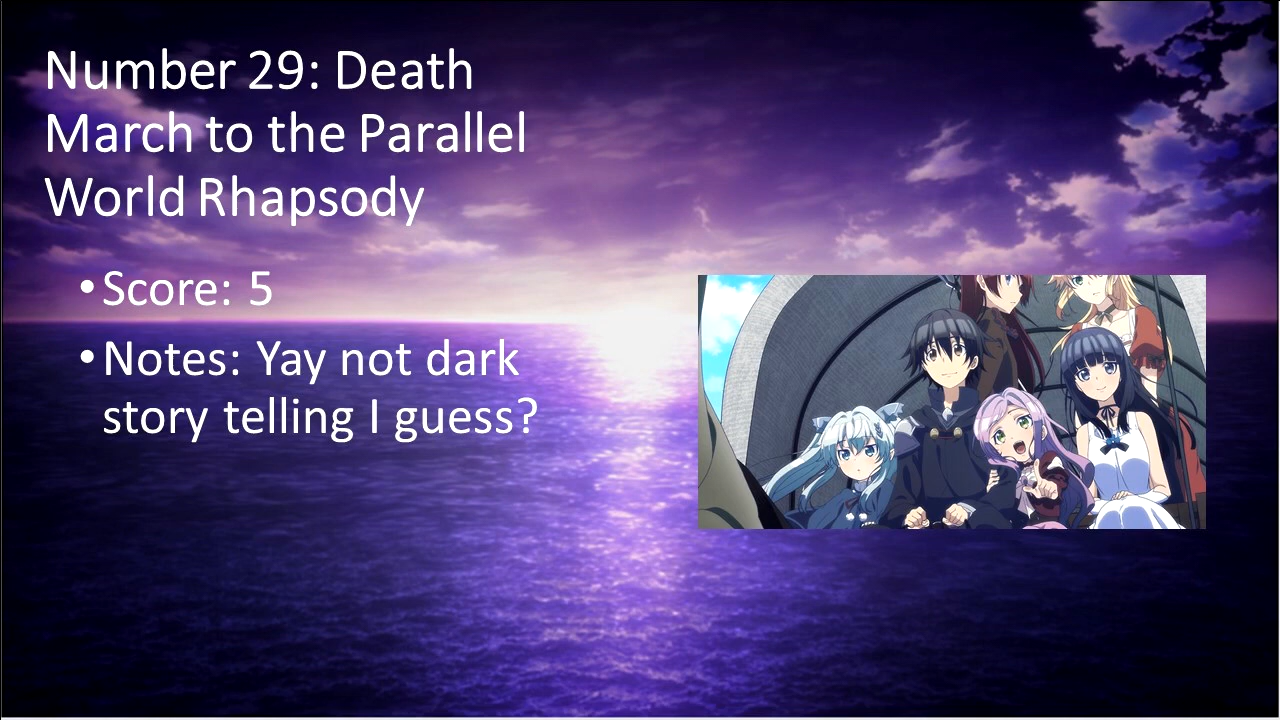 Number 29: Death
March to the Parallel
World Rhapsody
•Score: 5
•Notes: Yay not dark
story telling I guess?